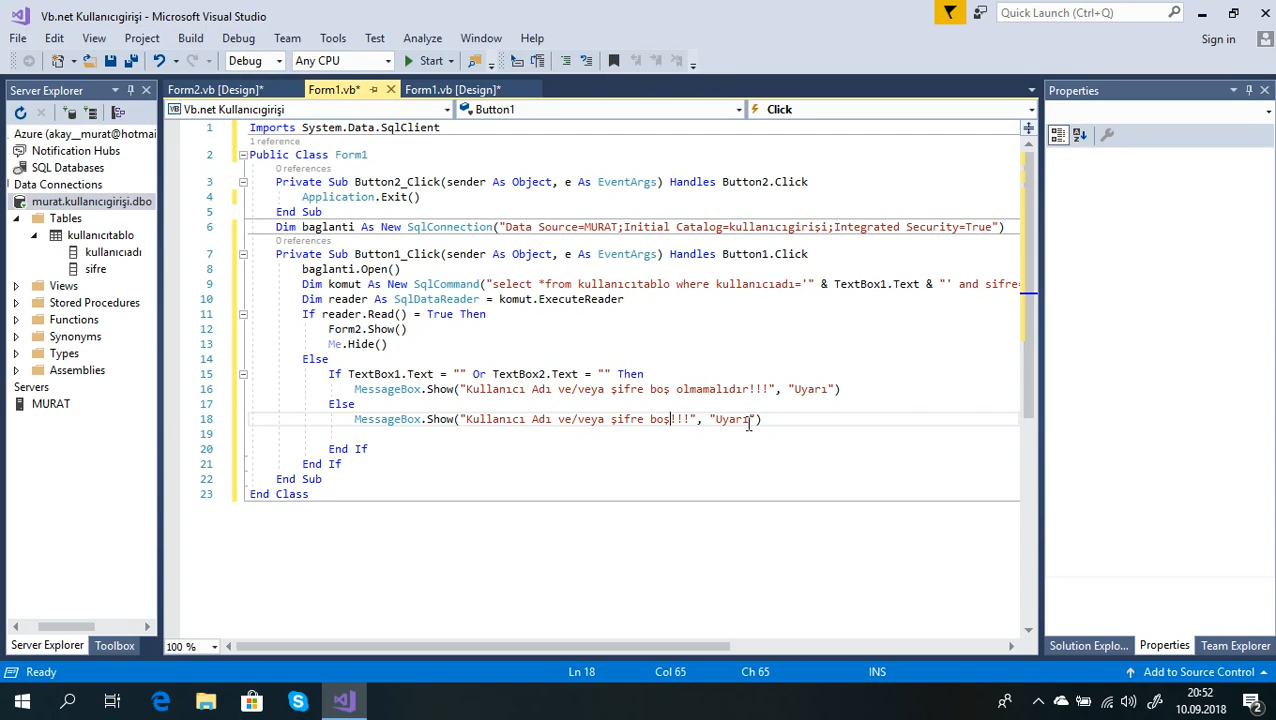 Vb.net Kullanıcıgirişi - Microsoft Visual Studio
Quick Launch (Ctrl+Q)
File Edit View Project Build Debug Team Tools Test Analyze Window Help
Sign in
Debug Any CPU Start
Server Explorer
Form2.vb [Design]* Form1.vb* Form1.vb [Design]*
Properties
Vb.net Kullanıcıgirişi Button1 Click
Azure (akay__murat@hotmai
Notification Hubs
SQL Databases
Data Connections
murat.kullanıcıgirişi.dbo
Tables
kullanıcıtablo
kullanıcıadı
sifre
Views
Stored Procedures
Functions
Synonyms
Types
Assemblies
Servers
MURAT
1 Imports System.Data.SqlClient
1 reference
2 Public Class Form1
0 references
3 Private Sub Button2_Click(sender As Object, e As EventArgs) Handles Button2.Click
4 Application.Exit()
5 End Sub
6 Dim baglanti As New SqlConnection("Data Source=MURAT;Initial Catalog=kullanıcıgirişi;Integrated Security=True")
0 references
7 Private Sub Button1_Click(sender As Object, e As EventArgs) Handles Button1.Click
8 baglanti.Open()
9 Dim komut As New SqlCommand("select *from kullanıcıtablo where kullanıcıadı='" & TextBox1.Text & "' and sifre=
10 Dim reader As SqlDataReader = komut.ExecuteReader
11 If reader.Read() = True Then
12 Form2.Show()
13 Me.Hide()
14 Else
15 If TextBox1.Text = "" Or TextBox2.Text = "" Then
16 MessageBox.Show("Kullanıcı Adı ve/veya şifre boş olmamalıdır!!!", "Uyarı")
17 Else
18 MessageBox.Show("Kullanıcı Adı ve/veya şifre boş!!!", "Uyarı")
19
20 End If
21 End If
22 End Sub
23 End Class
100 %
Server Explorer Toolbox
Solution Explo... Properties Team Explorer
Ready Ln 18 Col 65 Ch 65 INS Add to Source Control
20:52
10.09.2018
2